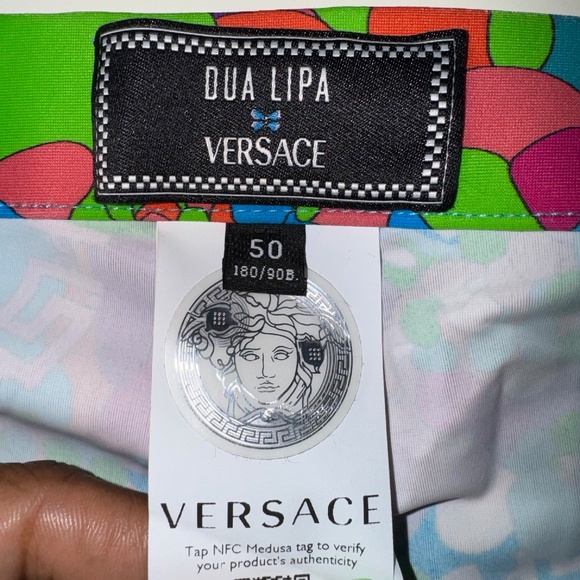 DUA LIPA
VERSACE
50
180/90B.
VERSACE
Tap NFC Medusa tag to verify
your product's authenticity